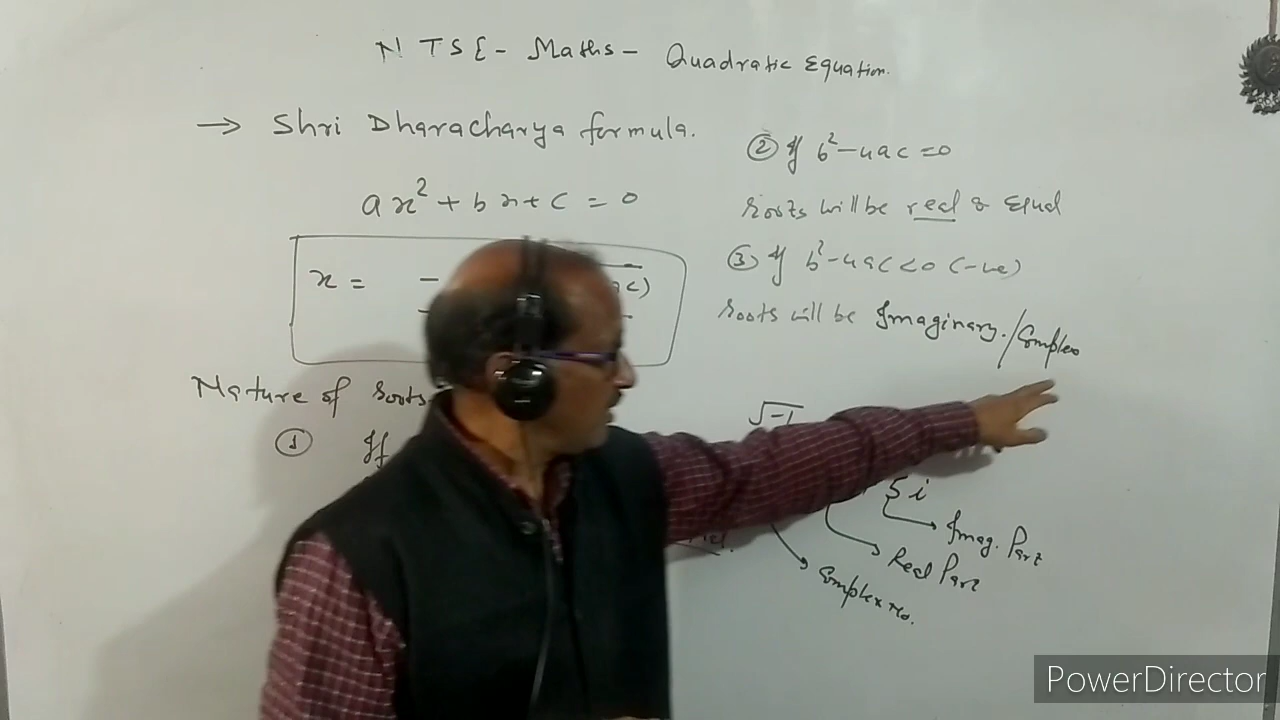 NTSE - Maths - Quadratic Equation.
→ Shri Dharacharya formula.
ax² + bx + c = 0
x = -
c)
Nature of roots
① If
② If b² - 4ac = 0
roots will be real & Equal
③ If b² - 4ac < 0 (-ve)
roots will be Imaginary./Complex
√-1
5i
Imag. Part
Real Part
Complex No.
PowerDirector